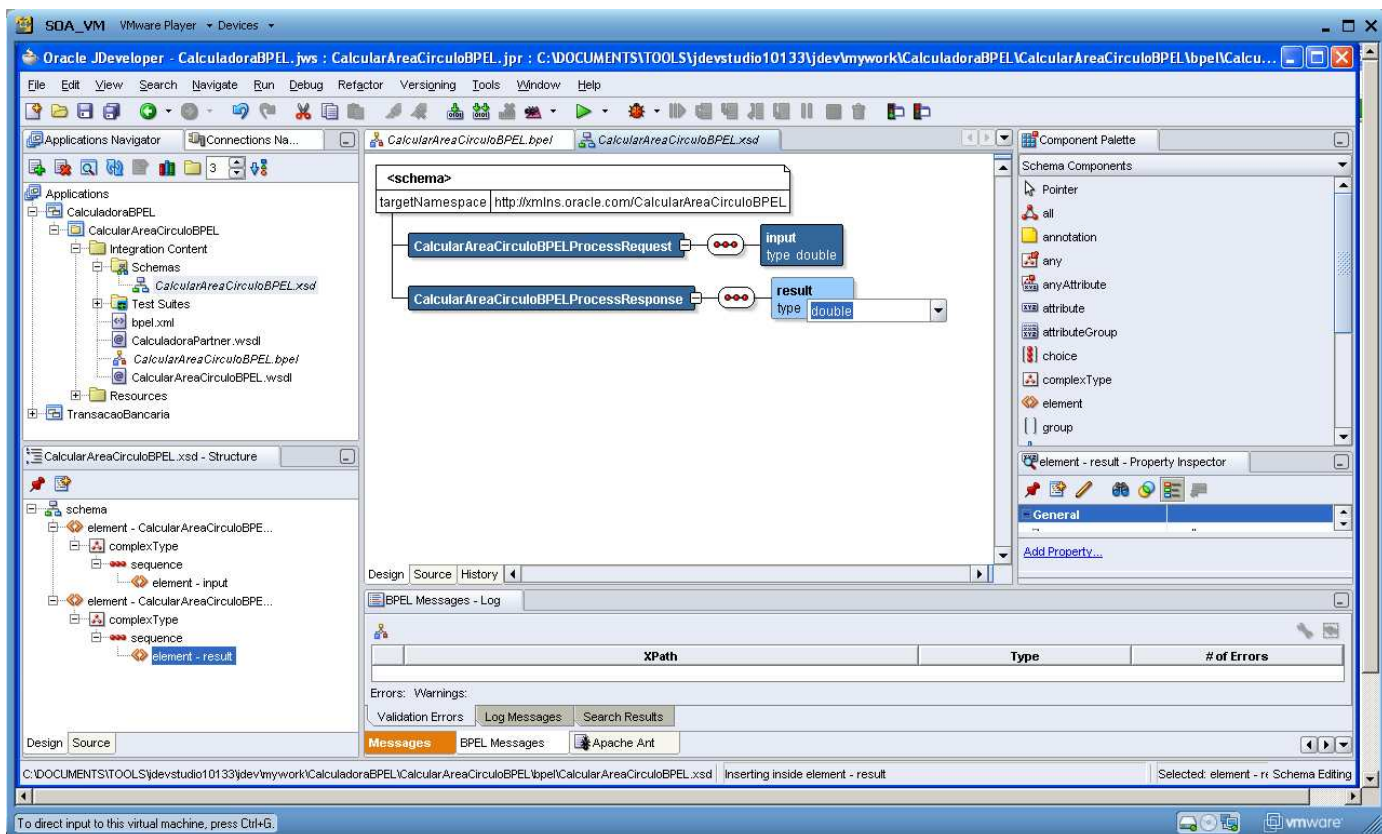 SOA_VM VMware Player Devices
Oracle JDeveloper - CalculadoraBPEL.jws : CalcularAreaCirculoBPEL.jpr : C:\DOCUMENTS\TOOLS\jdevstudio10133\jdev\mywork\CalculadoraBPEL\CalcularAreaCirculoBPEL\bpel\Calcu...
File Edit View Search Navigate Run Debug Refactor Versioning Tools Window Help
Applications Navigator Connections Na...
3
Applications
CalculadoraBPEL
CalcularAreaCirculoBPEL
Integration Content
Schemas
CalcularAreaCirculoBPEL.xsd
Test Suites
bpel.xml
CalculadoraPartner.wsdl
CalcularAreaCirculoBPEL.bpel
CalcularAreaCirculoBPEL.wsdl
Resources
TransacaoBancaria
CalcularAreaCirculoBPEL.xsd - Structure
schema
element - CalcularAreaCirculoBPE...
complexType
sequence
element - input
element - CalcularAreaCirculoBPE...
complexType
sequence
element - result
Design Source
CalcularAreaCirculoBPEL.bpel CalcularAreaCirculoBPEL.xsd
<schema>
targetNamespace http://xmlns.oracle.com/CalcularAreaCirculoBPEL
CalcularAreaCirculoBPELProcessRequest
input
type double
CalcularAreaCirculoBPELProcessResponse
result
type double
Design Source History
BPEL Messages - Log
XPath Type # of Errors
Errors: Warnings:
Validation Errors Log Messages Search Results
Messages BPEL Messages Apache Ant
Component Palette
Schema Components
Pointer
all
annotation
any
anyAttribute
attribute
attributeGroup
choice
complexType
element
group
element - result - Property Inspector
General
Add Property...
C:\DOCUMENTS\TOOLS\jdevstudio10133\jdev\mywork\CalculadoraBPEL\CalcularAreaCirculoBPEL\bpel\CalcularAreaCirculoBPEL.xsd Inserting inside element - result Selected: element - re Schema Editing
To direct input to this virtual machine, press Ctrl+G. vmware